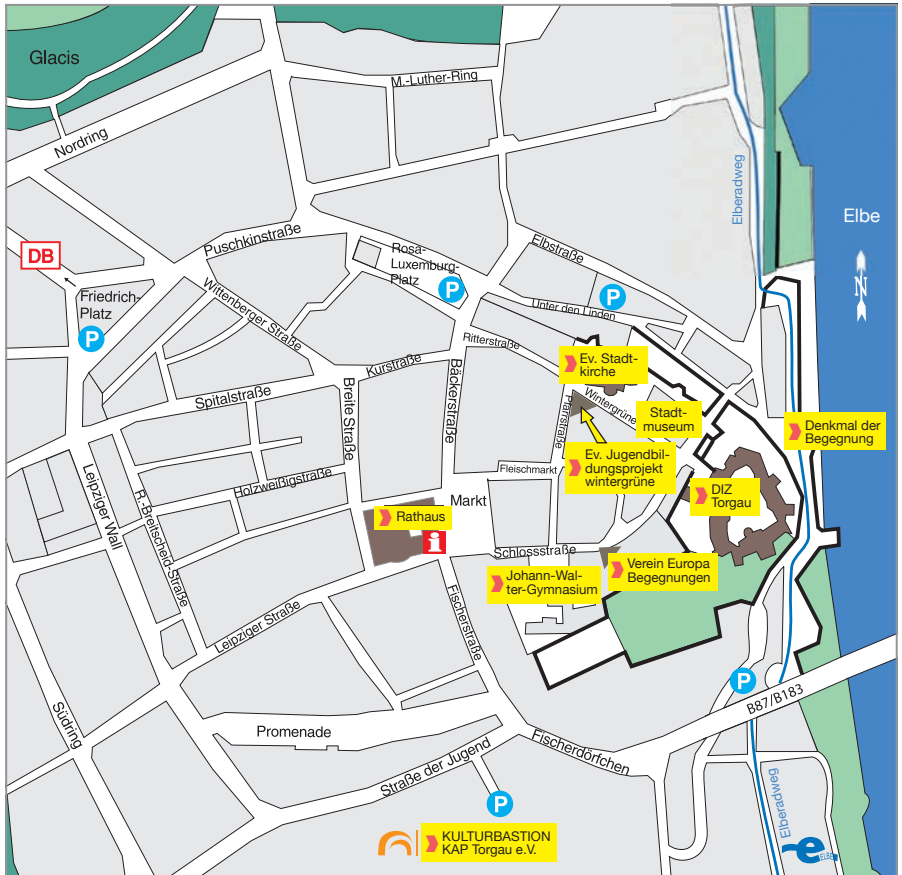 Glacis
M.-Luther-Ring
Nordring
Elberadweg
Elbe
N
DB
Puschkinstraße
Rosa-
Luxemburg-
Platz
P
Elbstraße
Friedrich-
Platz
P
Wittenberger Straße
Unter den Linden
P
Ritterstraße
Kurstraße
Ev. Stadt-
kirche
Spitalstraße
Breite Straße
Bäckerstraße
Pfarrstraße
Wintergrüne
Stadt-
museum
Denkmal der
Begegnung
Ev. Jugendbil-
dungsprojekt
wintergrüne
Leipziger Wall
R.-Breitscheid-Straße
Holzweißigstraße
Fleischmarkt
Markt
DIZ
Torgau
Rathaus
i
Schlossstraße
Johann-Wal-
ter-Gymnasium
Verein Europa
Begegnungen
Leipziger Straße
Fischerstraße
Südring
Promenade
P
B87/B183
Fischerdörfchen
Straße der Jugend
P
Elberadweg
KULTURBASTION
KAP Torgau e.V.
e
ELBE